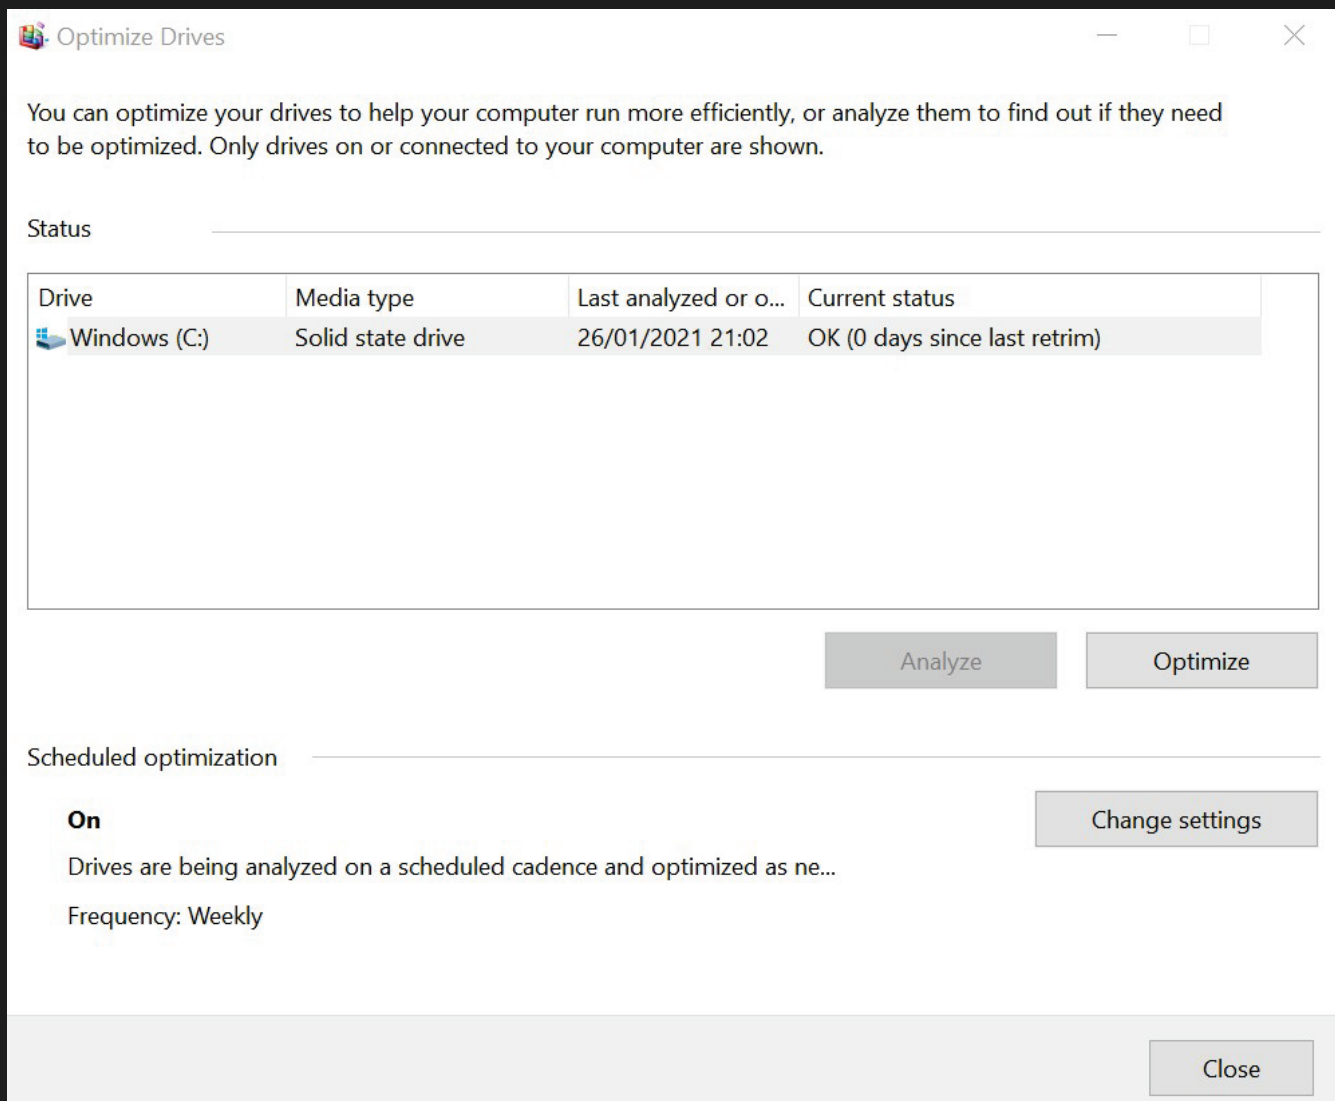 Optimize Drives
You can optimize your drives to help your computer run more efficiently, or analyze them to find out if they need
to be optimized. Only drives on or connected to your computer are shown.
Status
Drive Media type Last analyzed or o... Current status
Windows (C:) Solid state drive 26/01/2021 21:02 OK (0 days since last retrim)
Analyze Optimize
Scheduled optimization
On
Change settings
Drives are being analyzed on a scheduled cadence and optimized as ne...
Frequency: Weekly
Close